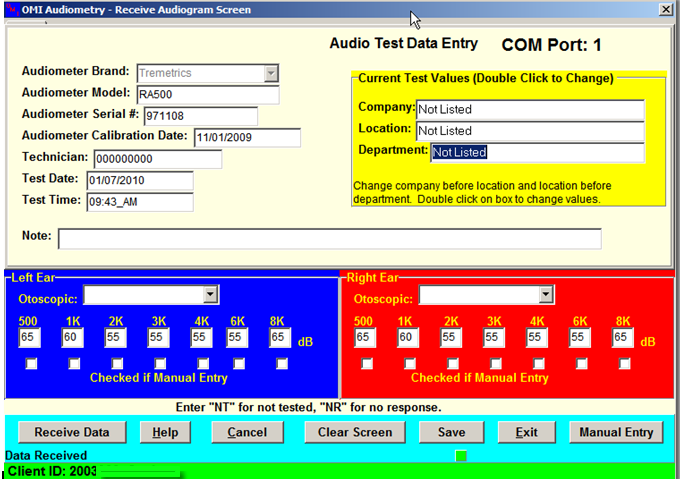 OMI Audiometry - Receive Audiogram Screen
Audio Test Data Entry COM Port: 1
Audiometer Brand: Tremetrics
Audiometer Model: RA500
Audiometer Serial #: 971108
Audiometer Calibration Date: 11/01/2009
Technician: 000000000
Test Date: 01/07/2010
Test Time: 09:43_AM
Current Test Values (Double Click to Change)
Company: Not Listed
Location: Not Listed
Department: Not Listed
Change company before location and location before
department. Double click on box to change values.
Note:
Left Ear
Otoscopic:
500 1K 2K 3K 4K 6K 8K
65 60 55 55 55 55 65 dB
Checked if Manual Entry
Right Ear
Otoscopic:
500 1K 2K 3K 4K 6K 8K
65 60 55 55 55 55 65 dB
Checked if Manual Entry
Enter "NT" for not tested, "NR" for no response.
Receive Data Help Cancel Clear Screen Save Exit Manual Entry
Data Received
Client ID: 2003